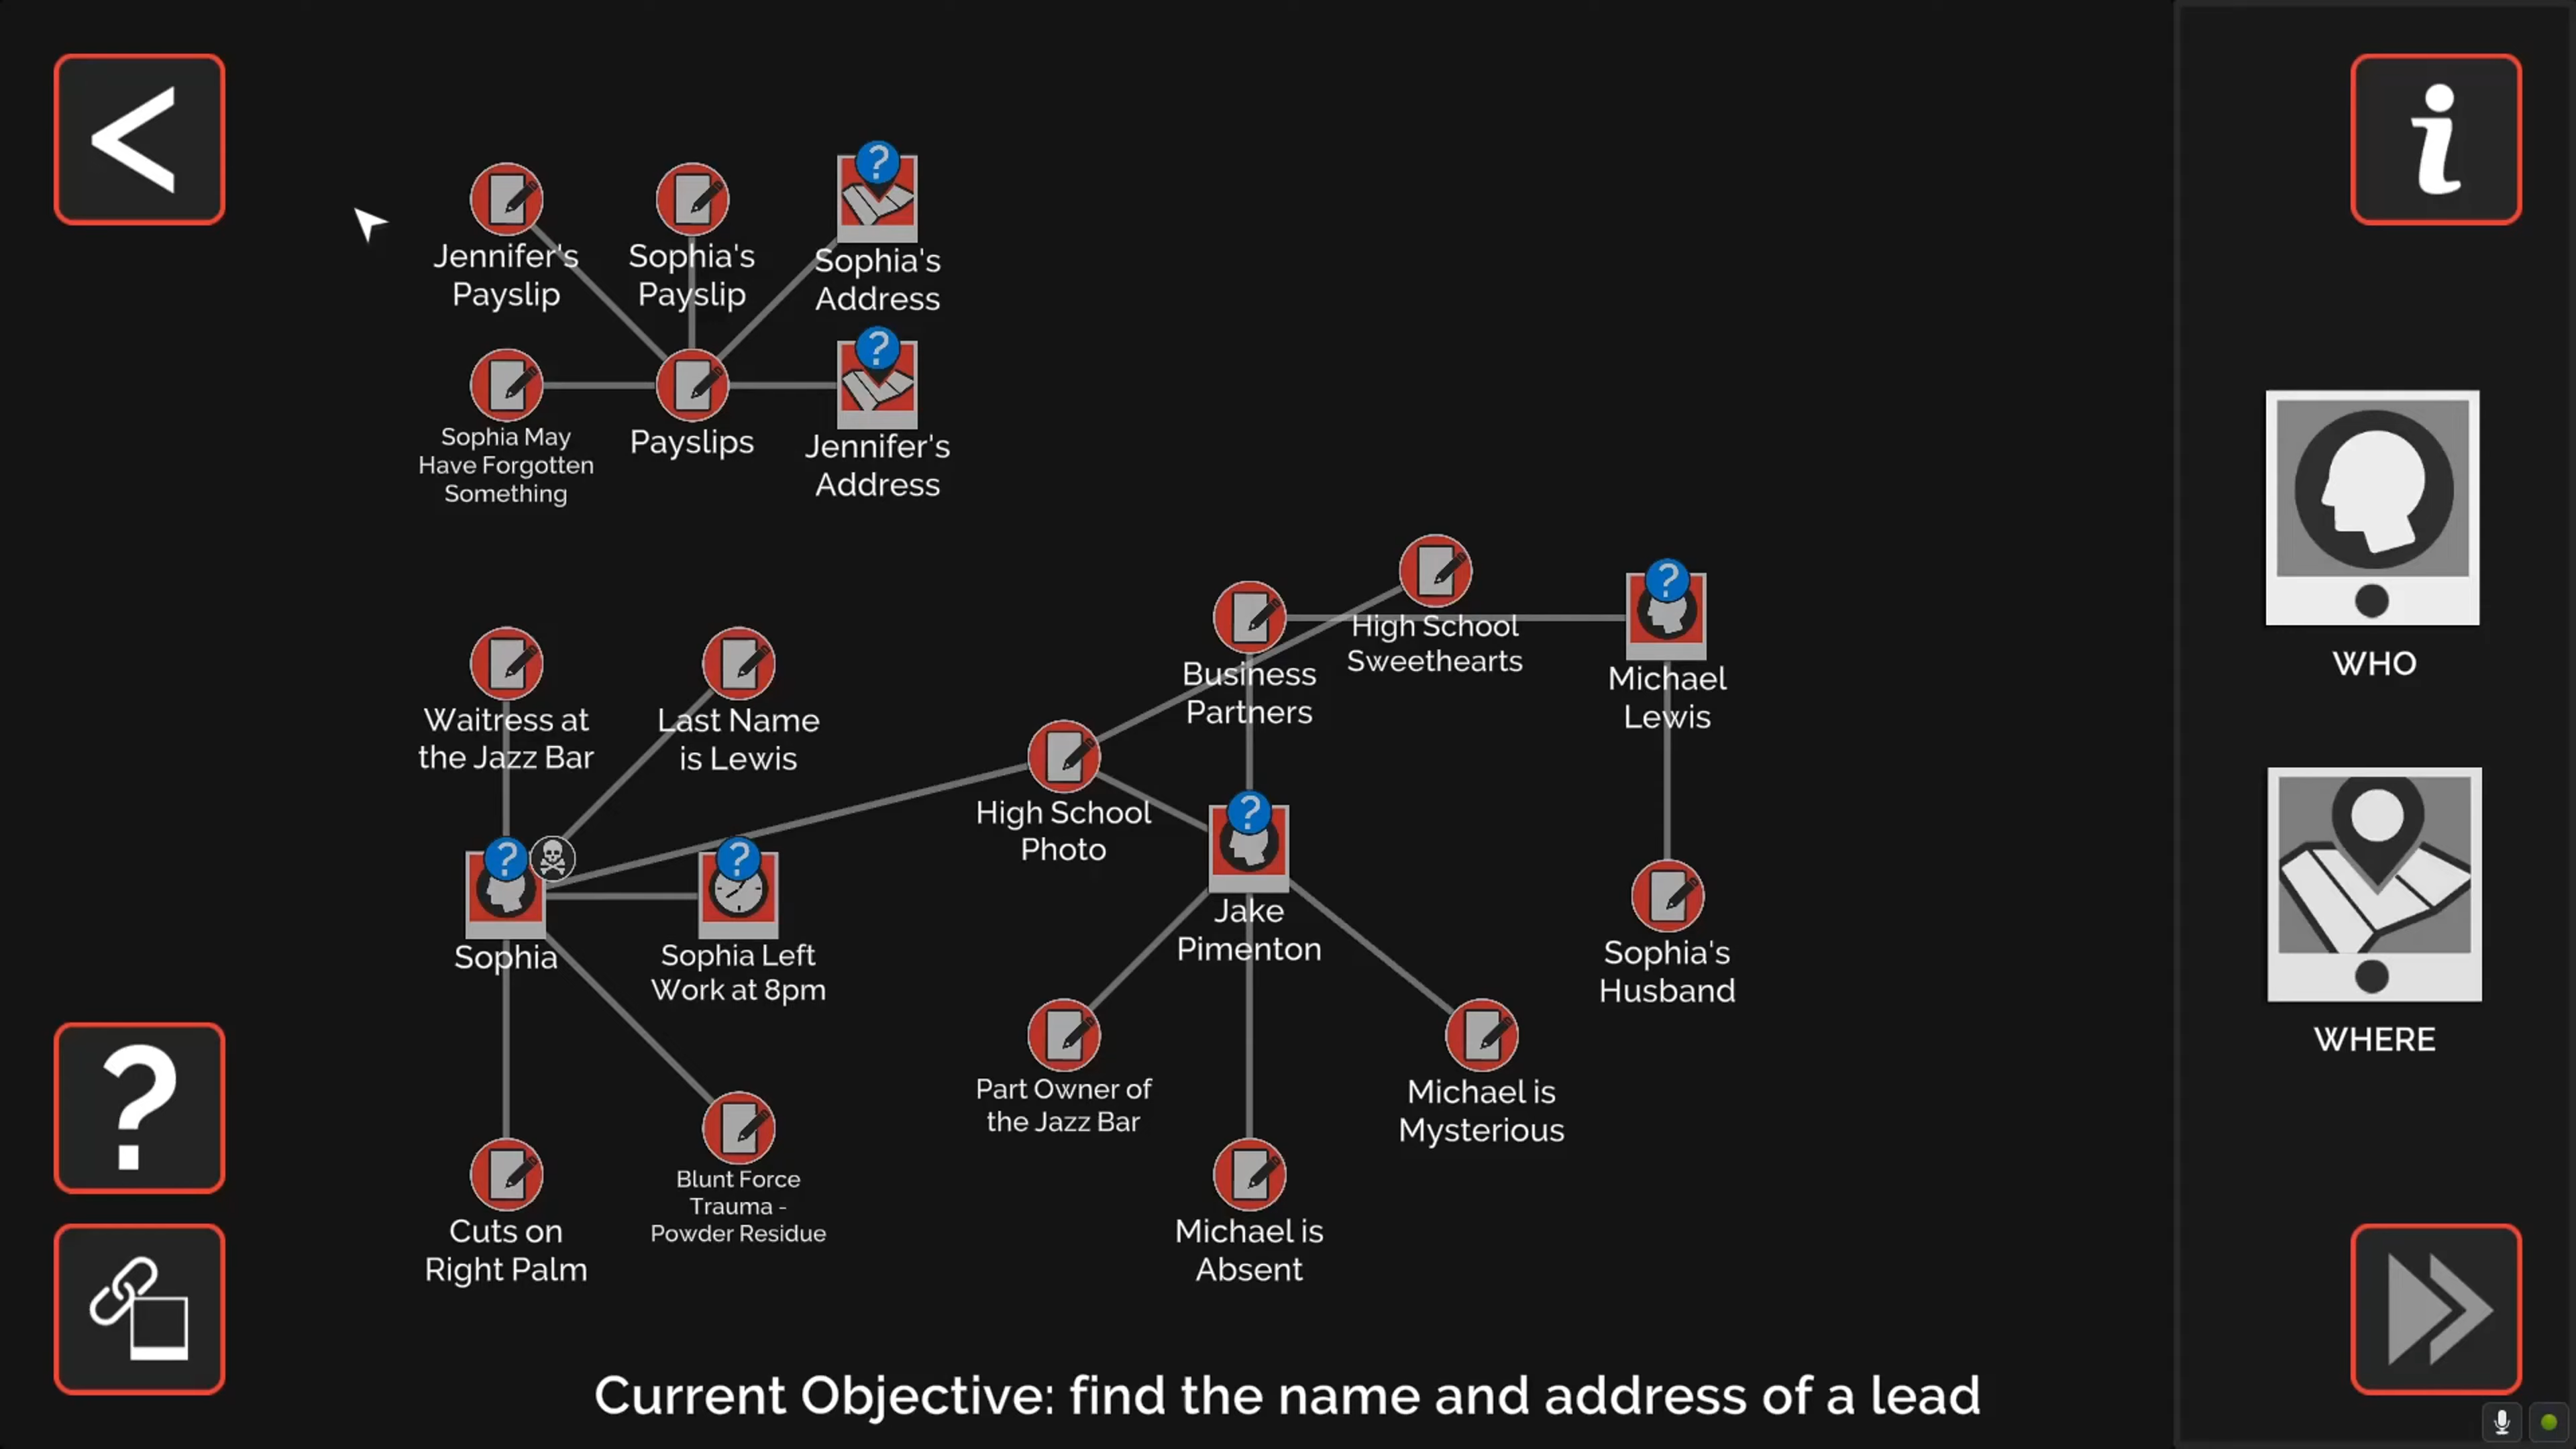 Jennifer's
Payslip
Sophia's
Payslip
Sophia's
Address
Sophia May
Have Forgotten
Something
Payslips
Jennifer's
Address
WHO
High School
Sweethearts
Business
Partners
Michael
Lewis
Waitress at
the Jazz Bar
Last Name
is Lewis
High School
Photo
Sophia
Sophia Left
Work at 8pm
Jake
Pimenton
Sophia's
Husband
WHERE
Part Owner of
the Jazz Bar
Michael is
Mysterious
Cuts on
Right Palm
Blunt Force
Trauma -
Powder Residue
Michael is
Absent
Current Objective: find the name and address of a lead